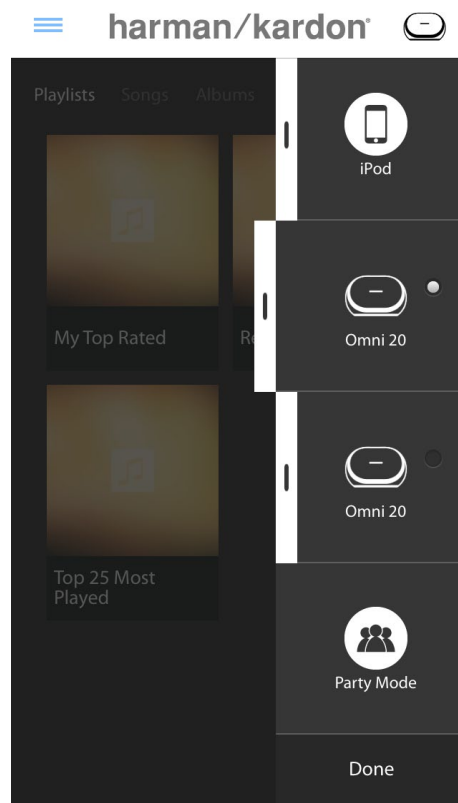 harman/kardon®
Playlists Songs Albums
iPod
My Top Rated
Omni 20
Omni 20
Top 25 Most
Played
Party Mode
Done